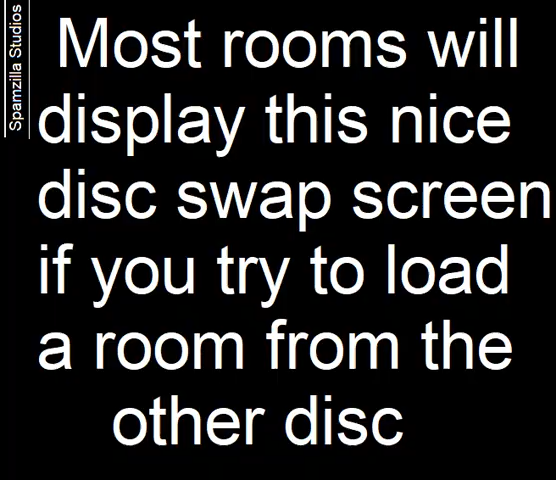 Spamzilla Studios
Most rooms will
display this nice
disc swap screen
if you try to load
a room from the
other disc